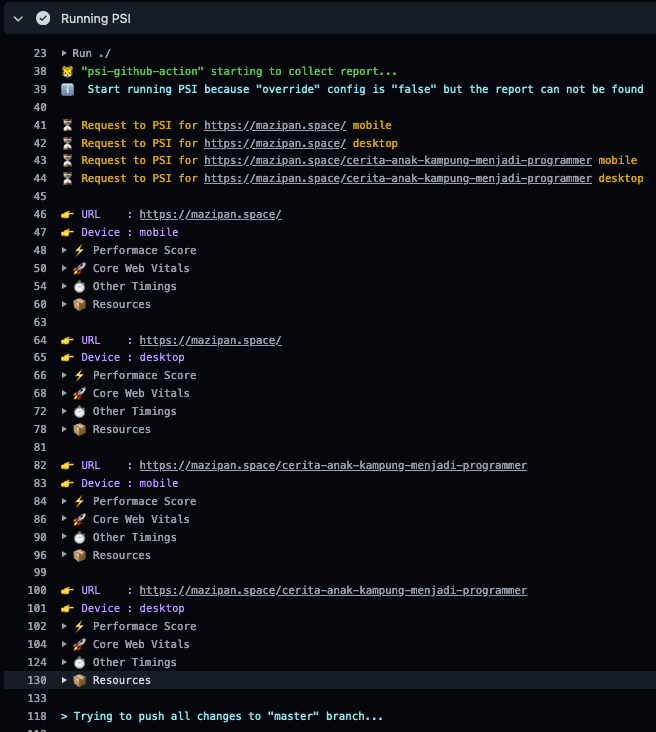 Running PSI
23 Run ./
38 "psi-github-action" starting to collect report...
39 Start running PSI because "override" config is "false" but the report can not be found
40
41 Request to PSI for https://mazipan.space/ mobile
42 Request to PSI for https://mazipan.space/ desktop
43 Request to PSI for https://mazipan.space/cerita-anak-kampung-menjadi-programmer mobile
44 Request to PSI for https://mazipan.space/cerita-anak-kampung-menjadi-programmer desktop
45
46 URL : https://mazipan.space/
47 Device : mobile
48 Performace Score
50 Core Web Vitals
54 Other Timings
60 Resources
63
64 URL : https://mazipan.space/
65 Device : desktop
66 Performace Score
68 Core Web Vitals
72 Other Timings
78 Resources
81
82 URL : https://mazipan.space/cerita-anak-kampung-menjadi-programmer
83 Device : mobile
84 Performace Score
86 Core Web Vitals
90 Other Timings
96 Resources
99
100 URL : https://mazipan.space/cerita-anak-kampung-menjadi-programmer
101 Device : desktop
102 Performace Score
104 Core Web Vitals
124 Other Timings
130 Resources
133
118 > Trying to push all changes to "master" branch...